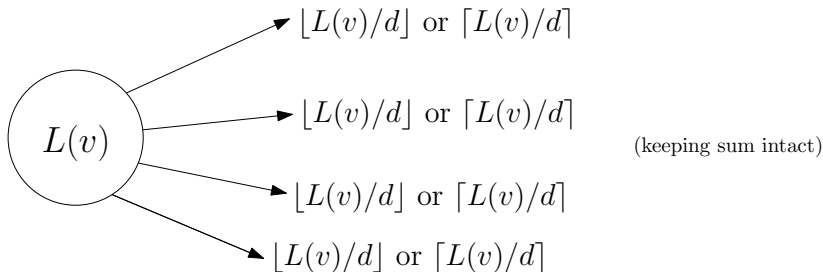 ⌊L(v)/d⌋ or ⌈L(v)/d⌉
⌊L(v)/d⌋ or ⌈L(v)/d⌉
L(v)
(keeping sum intact)
⌊L(v)/d⌋ or ⌈L(v)/d⌉
⌊L(v)/d⌋ or ⌈L(v)/d⌉